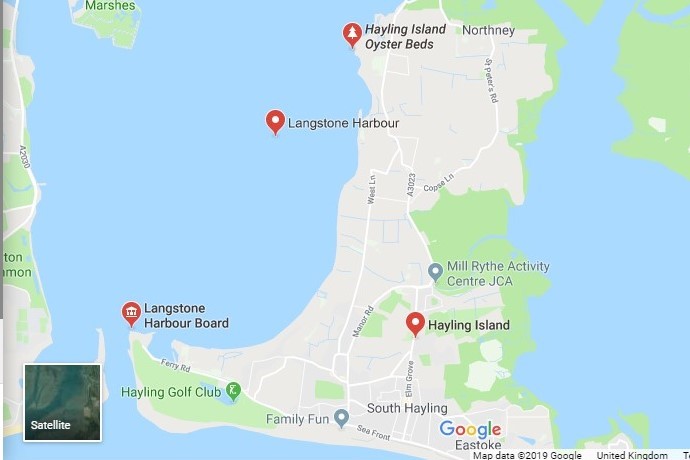 Marshes
Hayling Island
Oyster Beds
Northney
St Peter's Rd
Langstone Harbour
A2030
West Ln
A3023
Copse Ln
Mill Rythe Activity
Centre JCA
Langstone
Harbour Board
Manor Rd
Hayling Island
Ferry Rd
Elm Grove
Hayling Golf Club
South Hayling
Family Fun
Sea Front
Satellite
Google
Eastoke
Map data ©2019 Google United Kingdom